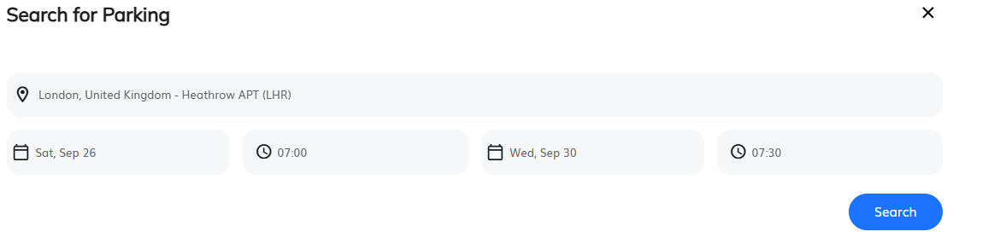 Search for Parking
London, United Kingdom - Heathrow APT (LHR)
Sat, Sep 26
07:00
Wed, Sep 30
07:30
Search